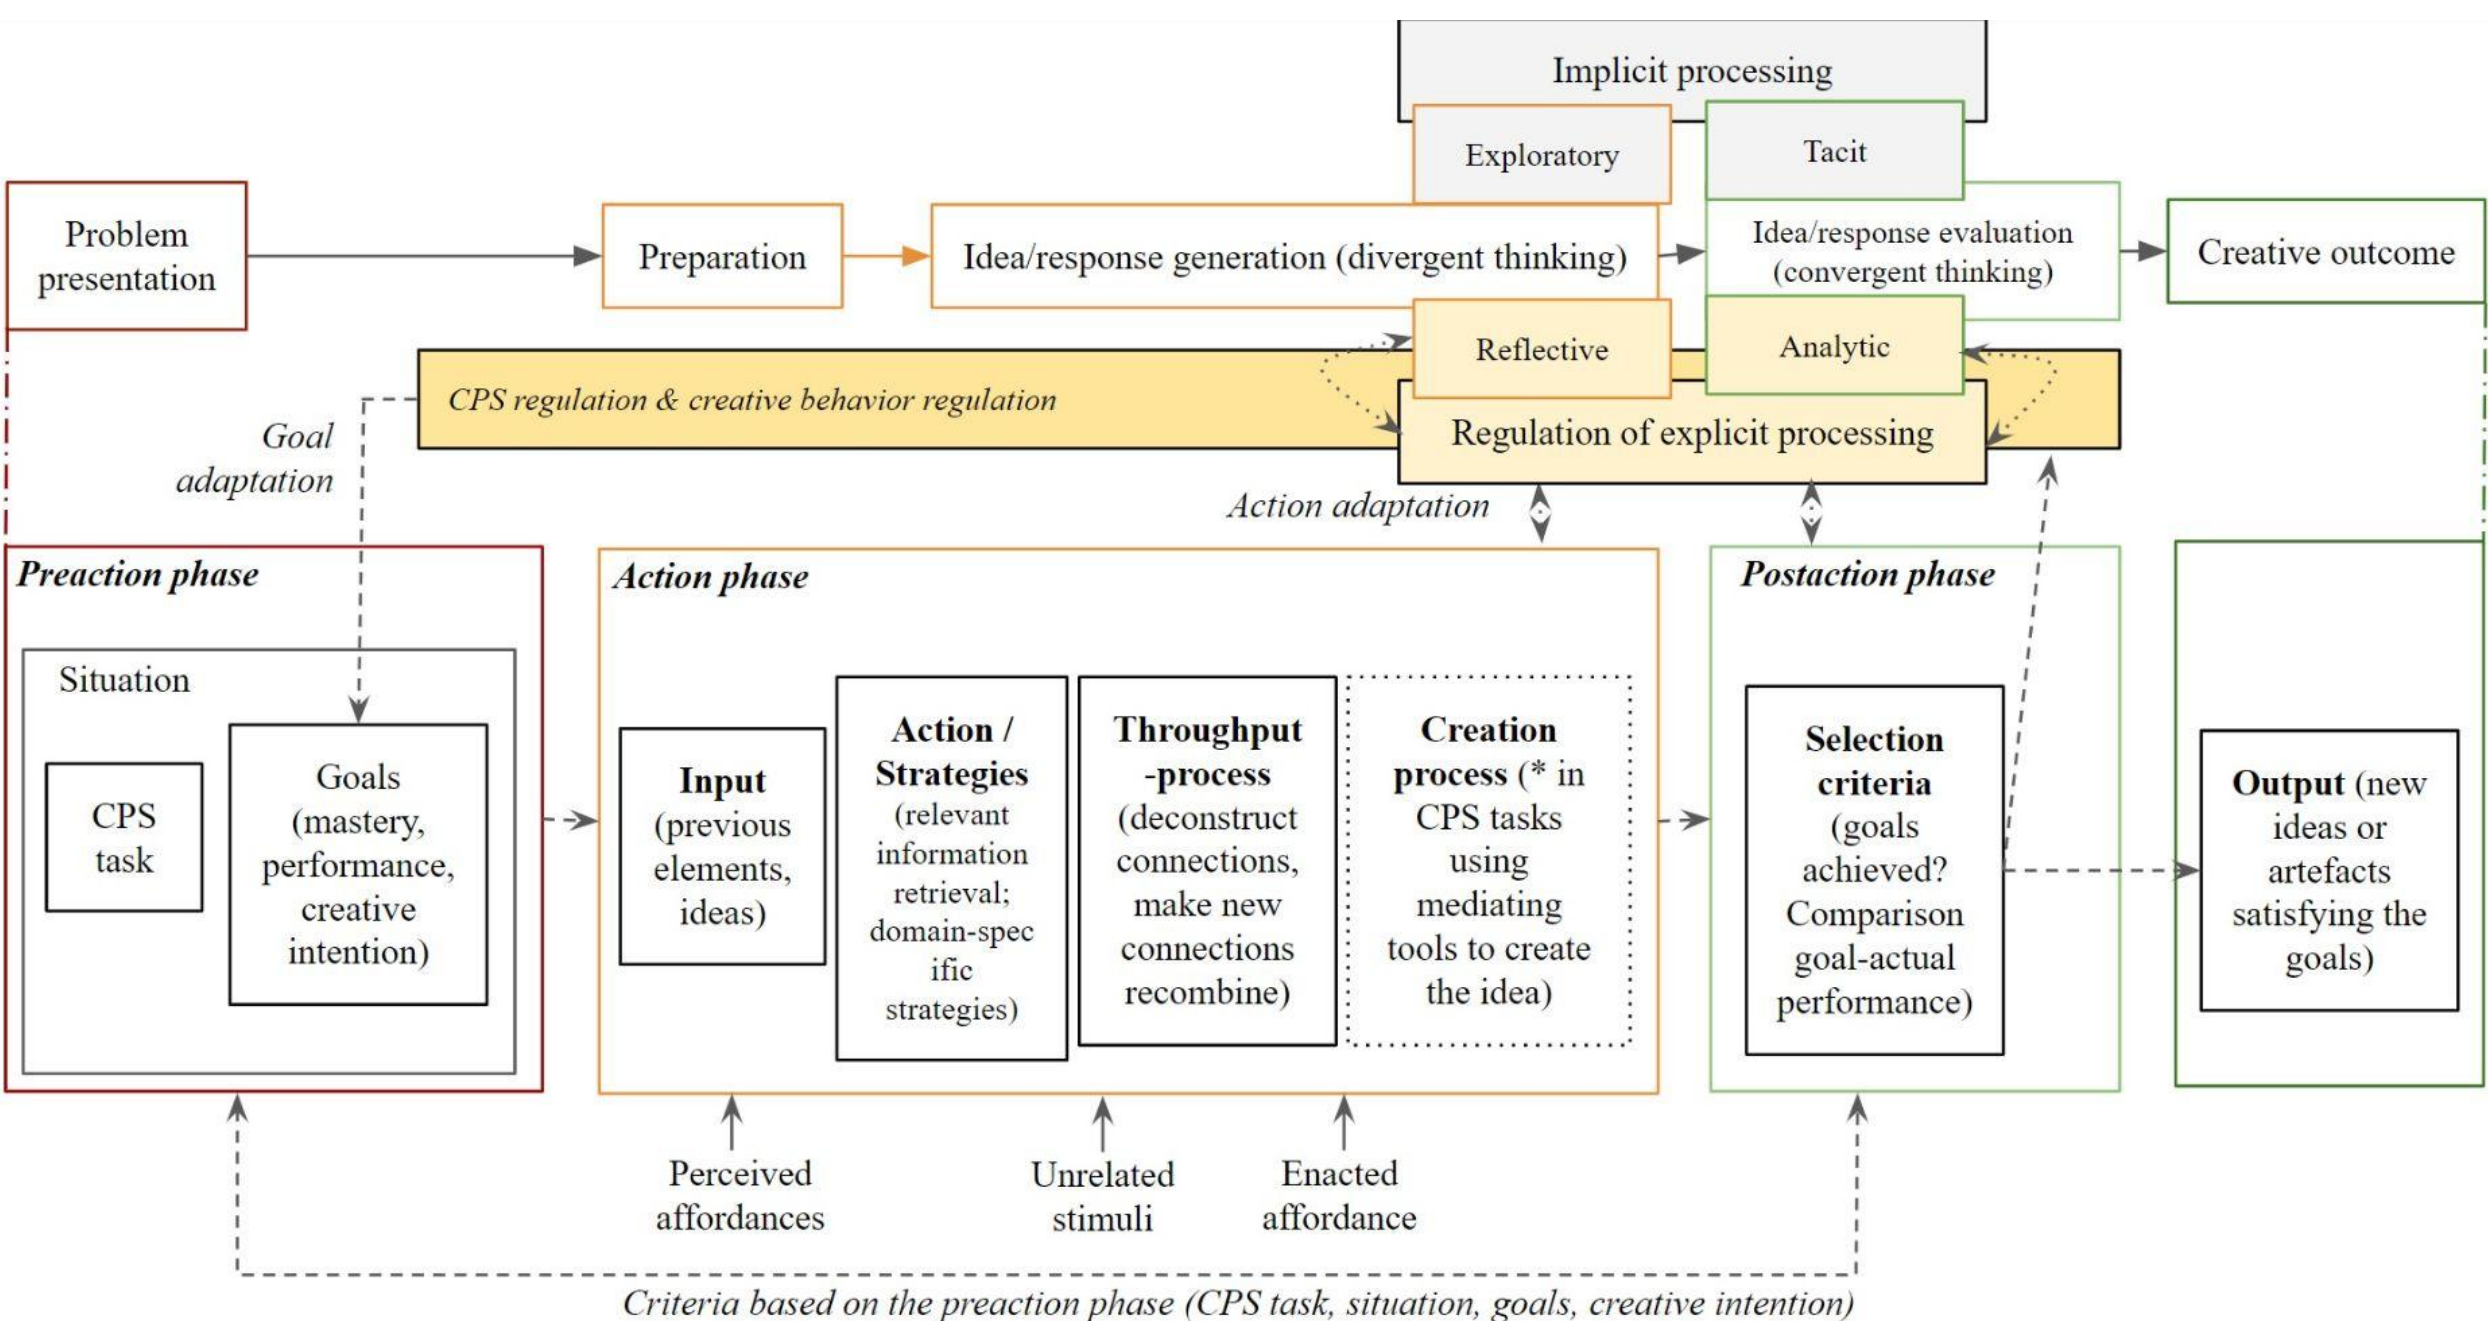 Implicit processing
Exploratory
Tacit
Problem
presentation
Preparation
Idea/response generation (divergent thinking)
Idea/response evaluation
(convergent thinking)
Creative outcome
Reflective
Analytic
CPS regulation & creative behavior regulation
Regulation of explicit processing
Goal
adaptation
Action adaptation
Preaction phase
Situation
CPS
task
Goals
(mastery,
performance,
creative
intention)
Action phase
Input
(previous
elements,
ideas)
Action /
Strategies
(relevant
information
retrieval;
domain-spec
ific
strategies)
Throughput
-process
(deconstruct
connections,
make new
connections
recombine)
Creation
process (* in
CPS tasks
using
mediating
tools to create
the idea)
Postaction phase
Selection
criteria
(goals
achieved?
Comparison
goal-actual
performance)
Output (new
ideas or
artefacts
satisfying the
goals)
Perceived
affordances
Unrelated
stimuli
Enacted
affordance
Criteria based on the preaction phase (CPS task, situation, goals, creative intention)